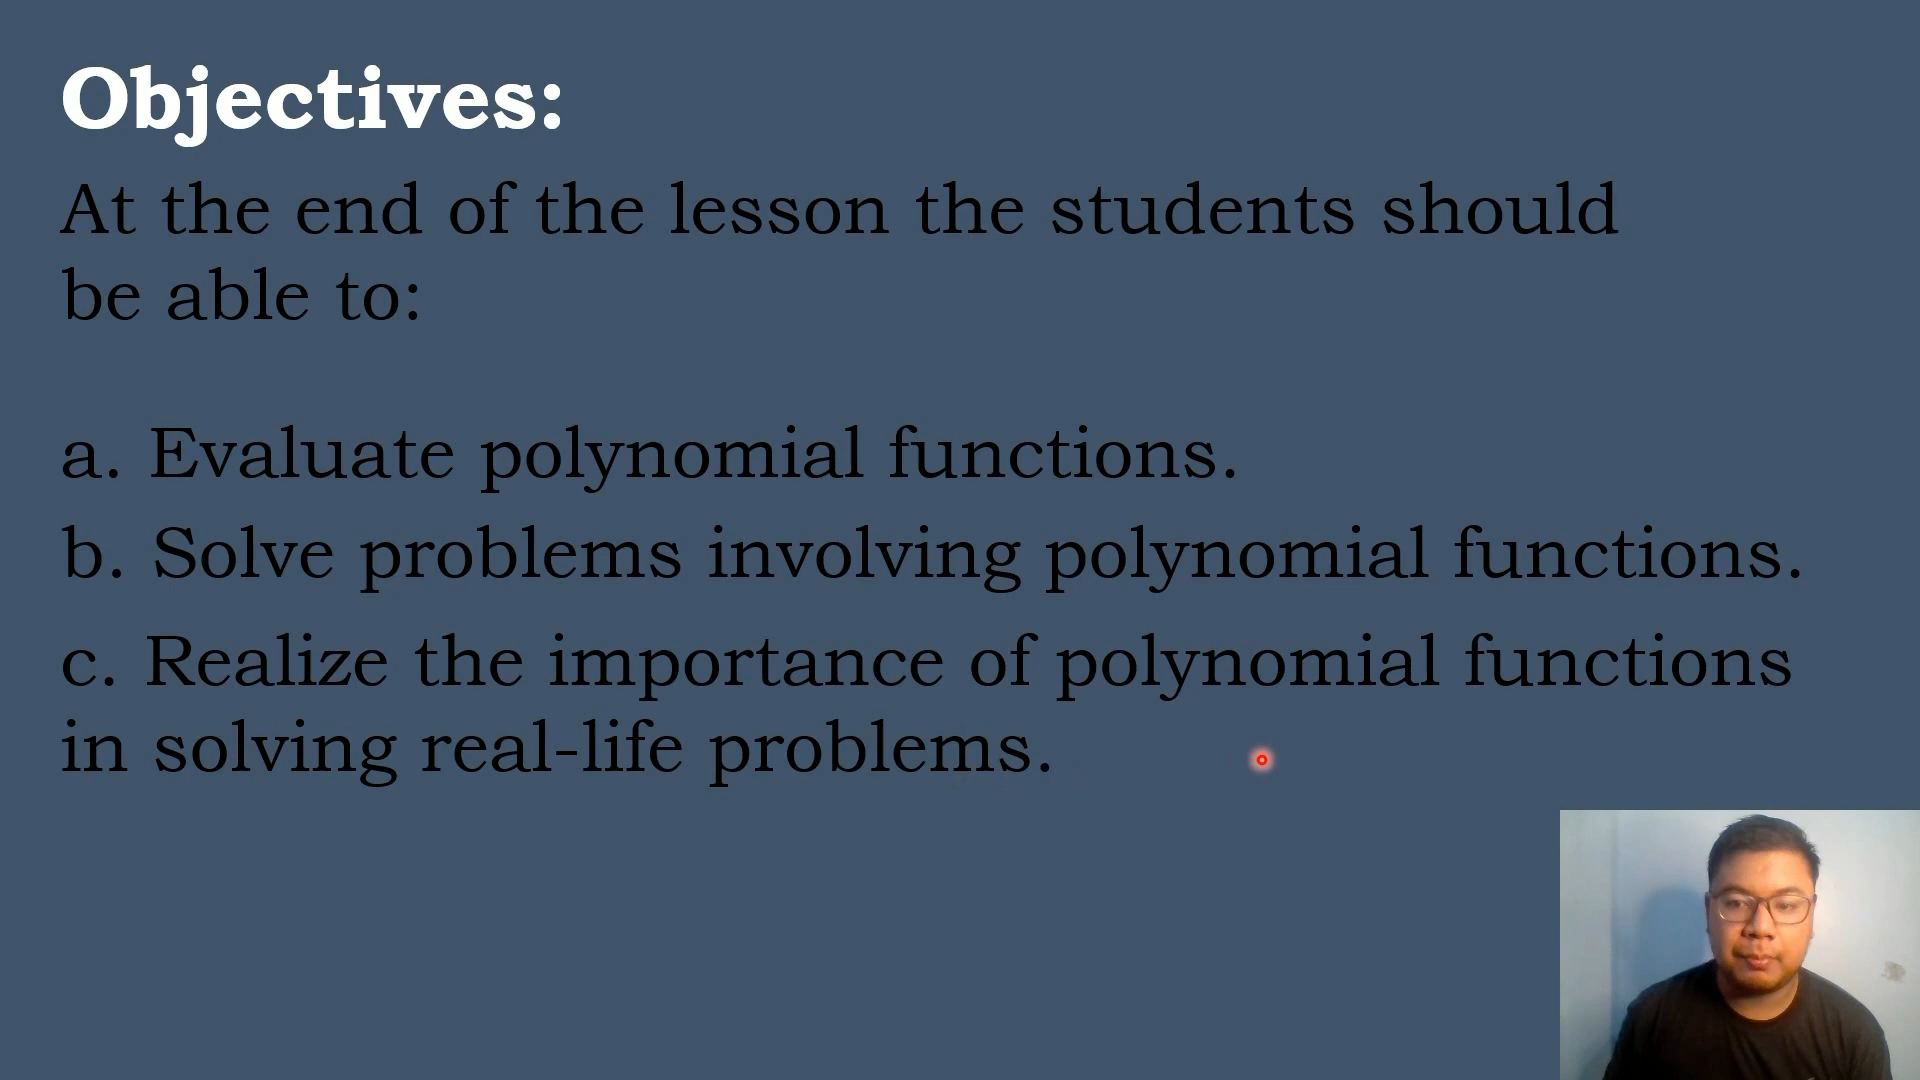 Objectives:
At the end of the lesson the students should
be able to:
a. Evaluate polynomial functions.
b. Solve problems involving polynomial functions.
c. Realize the importance of polynomial functions
in solving real-life problems.